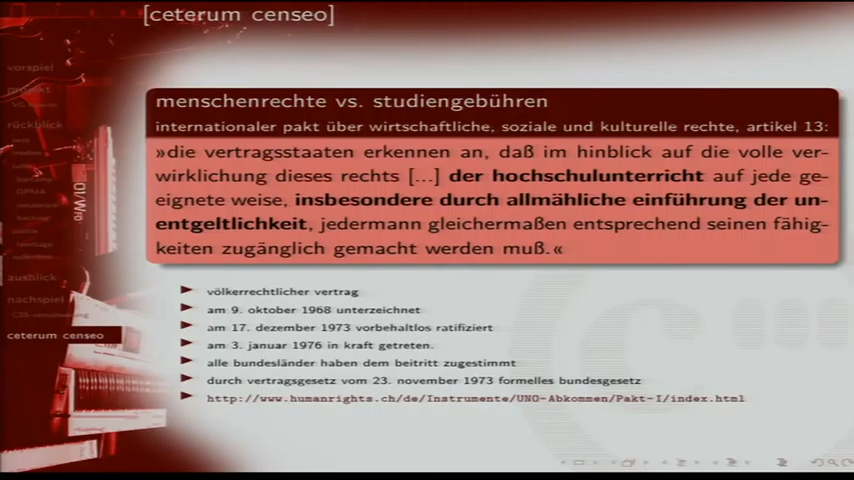 [ceterum censeo]
vorspiel
projekt
rückblick
ausblick
nachspiel
ceterum censeo
menschenrechte vs. studiengebühren
internationaler pakt über wirtschaftliche, soziale und kulturelle rechte, artikel 13:
»die vertragsstaaten erkennen an, daß im hinblick auf die volle ver-
wirklichung dieses rechts [...] der hochschulunterricht auf jede ge-
eignete weise, insbesondere durch allmähliche einführung der un-
entgeltlichkeit, jedermann gleichermaßen entsprechend seinen fähig-
keiten zugänglich gemacht werden muß.«
völkerrechtlicher vertrag
am 9. oktober 1968 unterzeichnet
am 17. dezember 1973 vorbehaltlos ratifiziert
am 3. januar 1976 in kraft getreten.
alle bundesländer haben dem beitritt zugestimmt
durch vertragsgesetz vom 23. november 1973 formelles bundesgesetz
http://www.humanrights.ch/de/Instrumente/UNO-Abkommen/Pakt-I/index.html